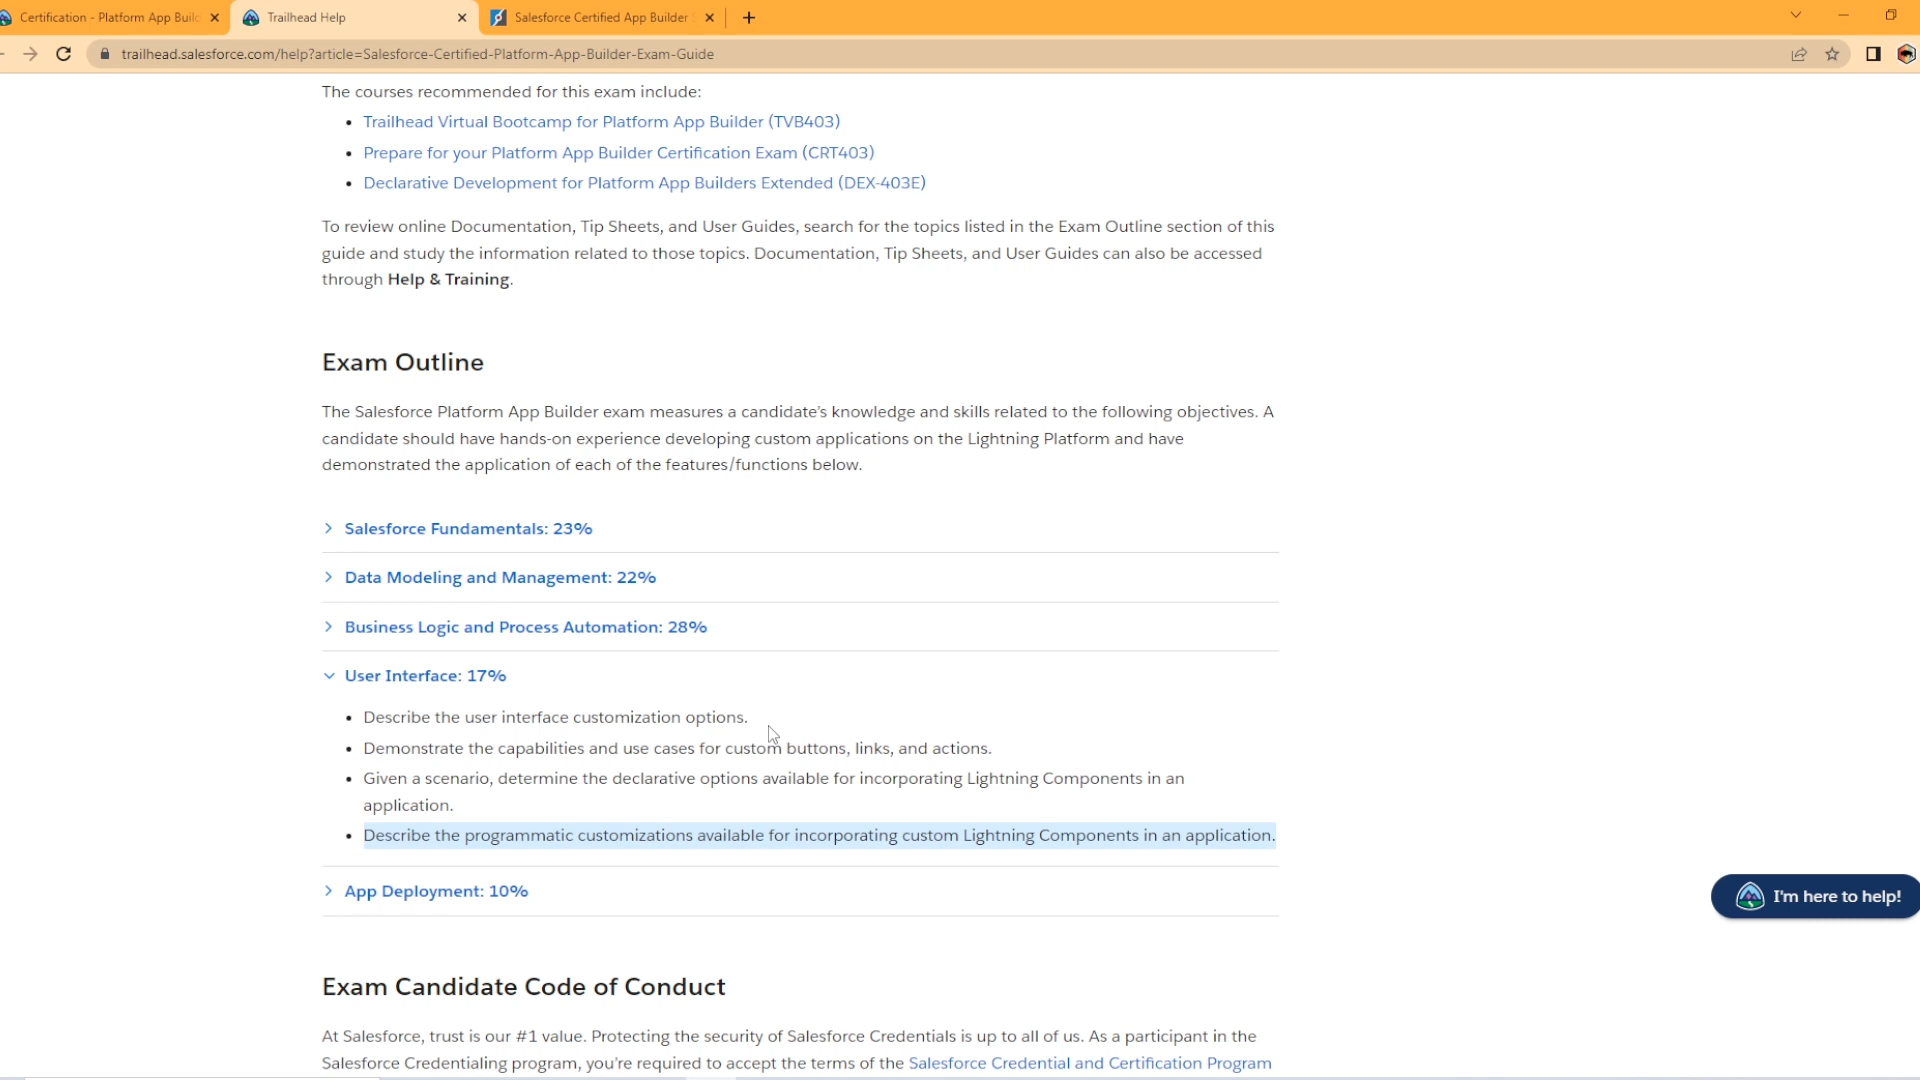 Certification - Platform App Buil
Trailhead Help
Salesforce Certified App Builder
trailhead.salesforce.com/help?article=Salesforce-Certified-Platform-App-Builder-Exam-Guide
The courses recommended for this exam include:
• Trailhead Virtual Bootcamp for Platform App Builder (TVB403)
• Prepare for your Platform App Builder Certification Exam (CRT403)
• Declarative Development for Platform App Builders Extended (DEX-403E)
To review online Documentation, Tip Sheets, and User Guides, search for the topics listed in the Exam Outline section of this
guide and study the information related to those topics. Documentation, Tip Sheets, and User Guides can also be accessed
through Help & Training.
Exam Outline
The Salesforce Platform App Builder exam measures a candidate's knowledge and skills related to the following objectives. A
candidate should have hands-on experience developing custom applications on the Lightning Platform and have
demonstrated the application of each of the features/functions below.
Salesforce Fundamentals: 23%
Data Modeling and Management: 22%
Business Logic and Process Automation: 28%
User Interface: 17%
• Describe the user interface customization options.
• Demonstrate the capabilities and use cases for custom buttons, links, and actions.
• Given a scenario, determine the declarative options available for incorporating Lightning Components in an
application.
• Describe the programmatic customizations available for incorporating custom Lightning Components in an application.
App Deployment: 10%
I'm here to help!
Exam Candidate Code of Conduct
At Salesforce, trust is our #1 value. Protecting the security of Salesforce Credentials is up to all of us. As a participant in the
Salesforce Credentialing program, you're required to accept the terms of the Salesforce Credential and Certification Program